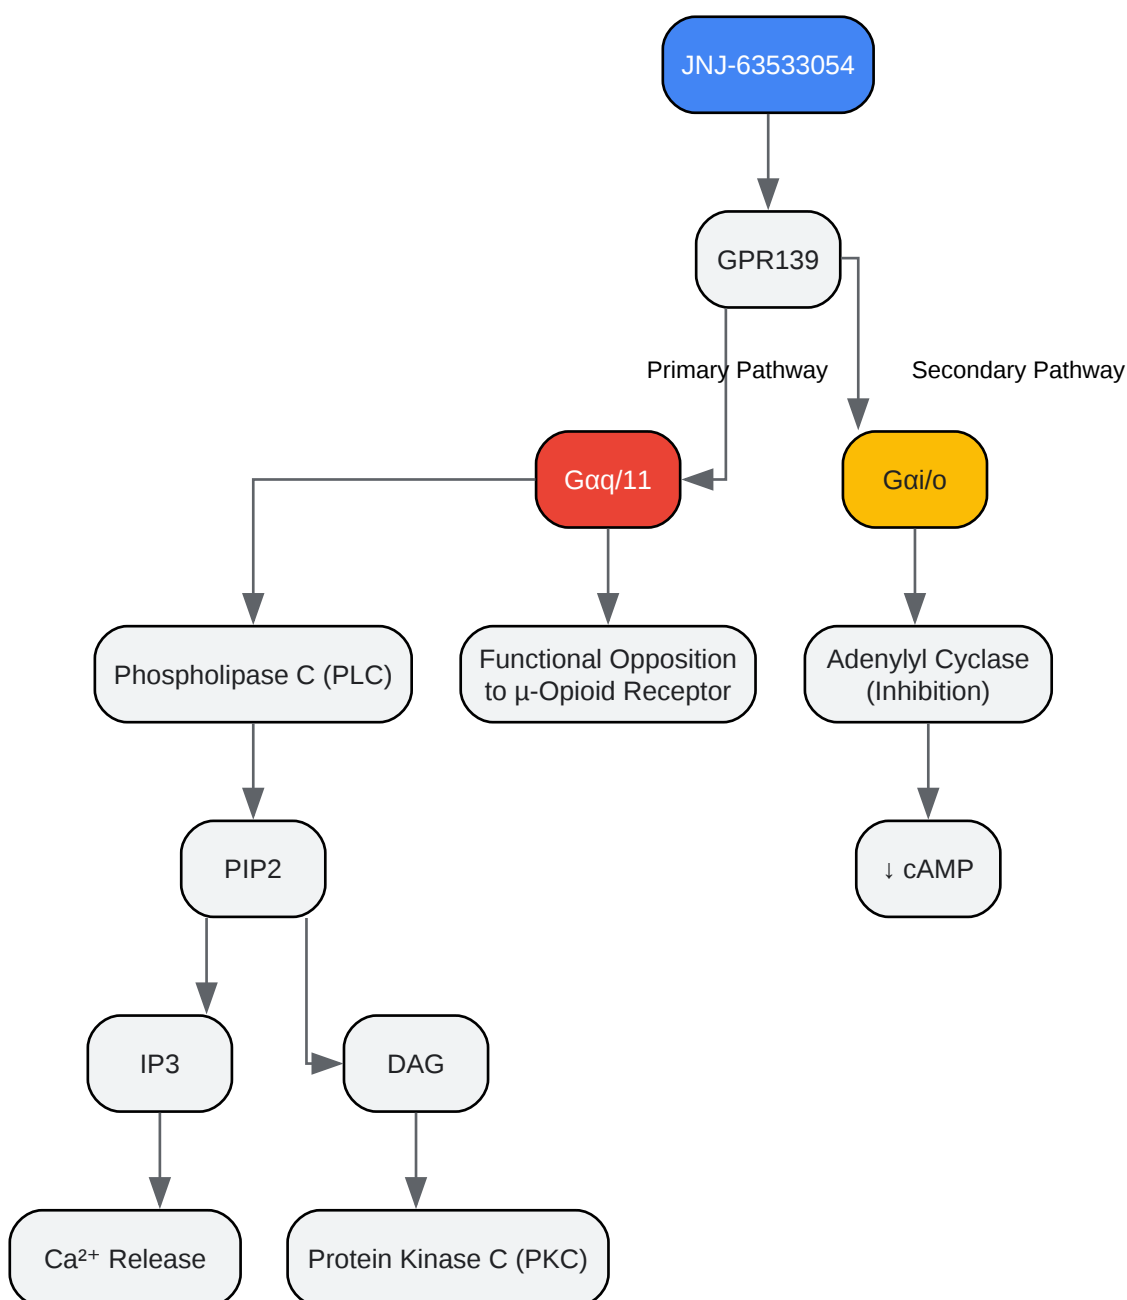 JNJ-63533054
GPR139
Primary Pathway
Secondary Pathway
Gαq/11
Gαi/o
Phospholipase C (PLC)
Functional Opposition
to µ-Opioid Receptor
Adenylyl Cyclase
(Inhibition)
PIP2
↓ cAMP
IP3
DAG
Ca²⁺ Release
Protein Kinase C (PKC)